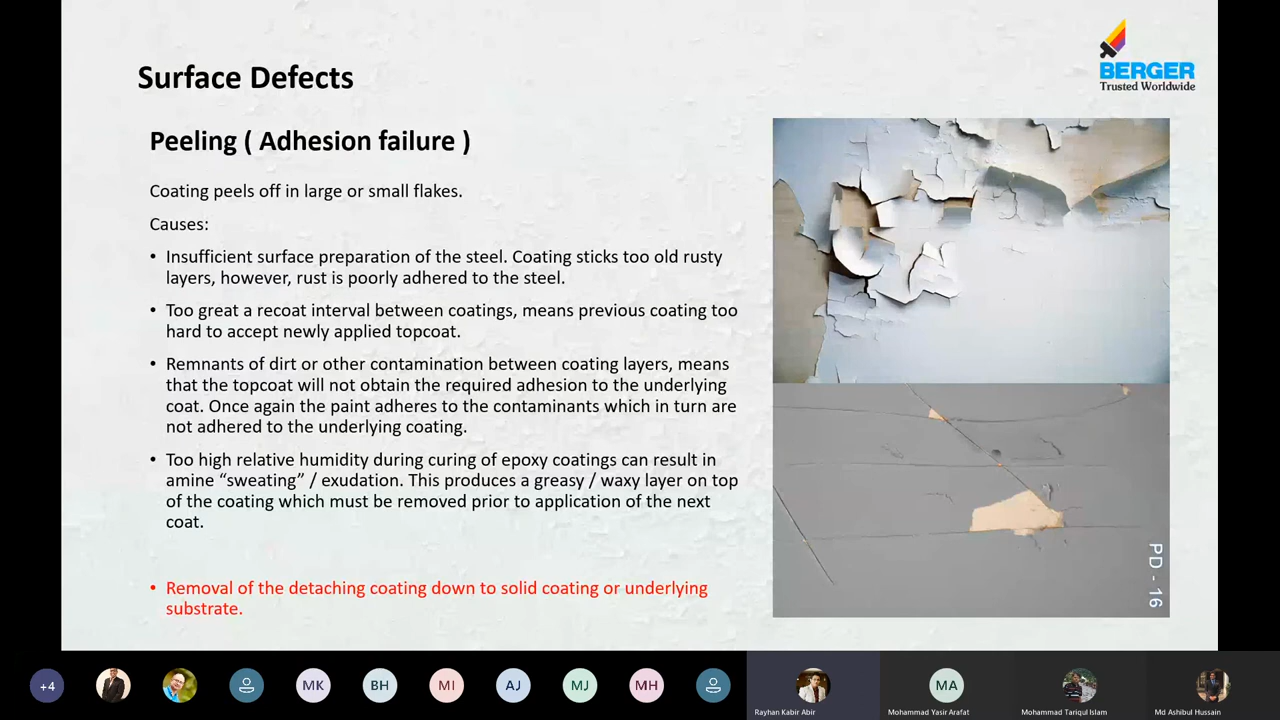 Surface Defects
BERGER
Trusted Worldwide
Peeling ( Adhesion failure )
Coating peels off in large or small flakes.
Causes:
• Insufficient surface preparation of the steel. Coating sticks too old rusty
layers, however, rust is poorly adhered to the steel.
• Too great a recoat interval between coatings, means previous coating too
hard to accept newly applied topcoat.
• Remnants of dirt or other contamination between coating layers, means
that the topcoat will not obtain the required adhesion to the underlying
coat. Once again the paint adheres to the contaminants which in turn are
not adhered to the underlying coating.
• Too high relative humidity during curing of epoxy coatings can result in
amine “sweating” / exudation. This produces a greasy / waxy layer on top
of the coating which must be removed prior to application of the next
coat.
• Removal of the detaching coating down to solid coating or underlying
substrate.
PD - 16
+4
MK
BH
MI
AJ
MJ
MH
MA
Rayhan Kabir Abir
Mohammad Yasir Arafat
Mohammad Tariqul Islam
Md Ashibul Hussain